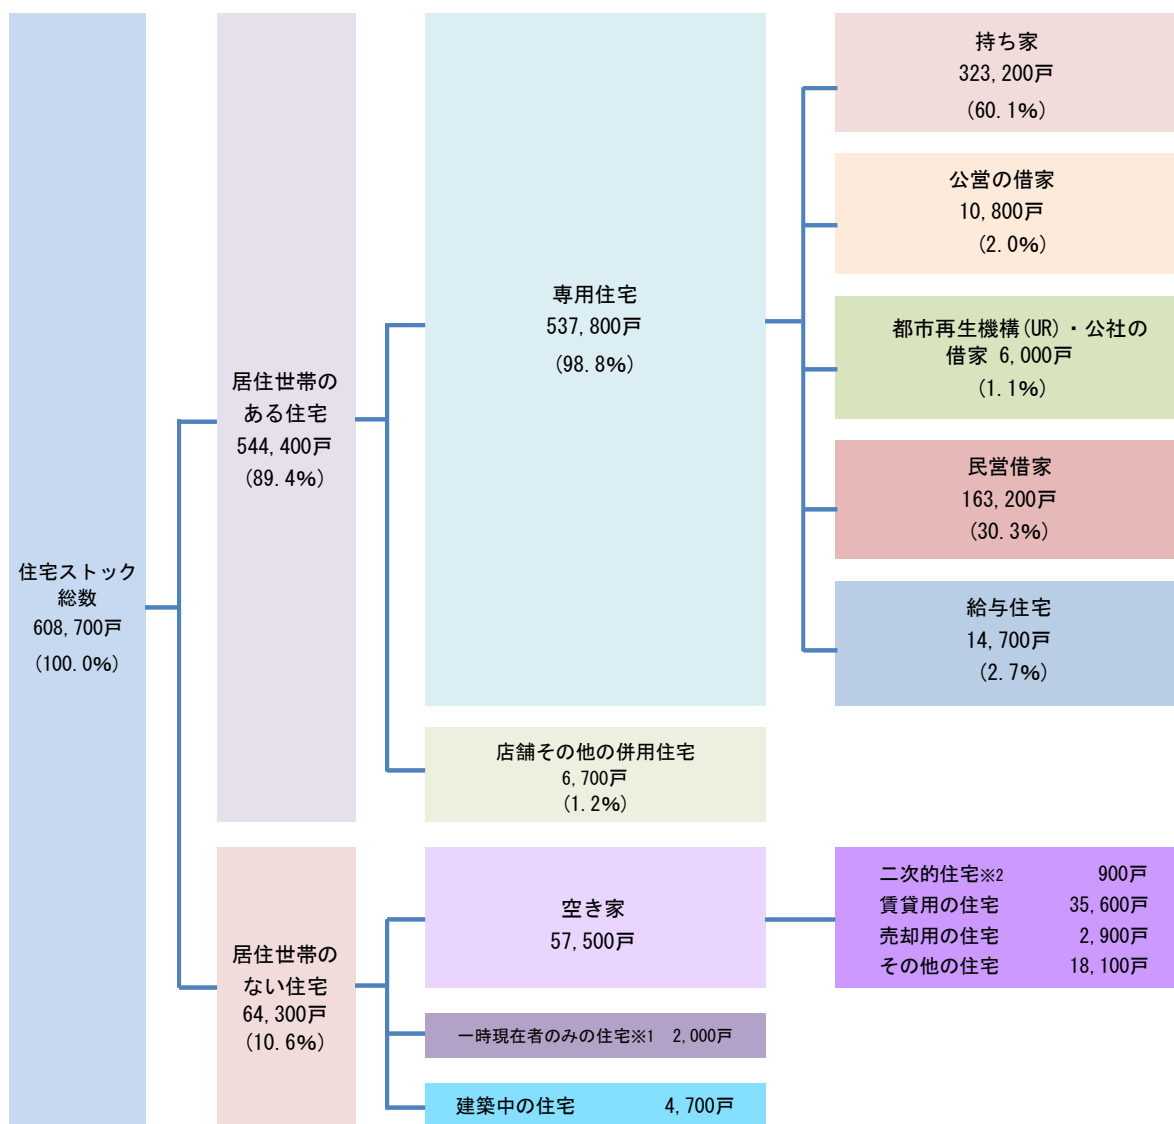 住宅ストック
総数
608,700戸
(100.0%)
居住世帯の
ある住宅
544,400戸
(89.4%)
専用住宅
537,800戸
(98.8%)
持ち家
323,200戸
(60.1%)
公営の借家
10,800戸
(2.0%)
都市再生機構(UR)・公社の
借家 6,000戸
(1.1%)
民営借家
163,200戸
(30.3%)
給与住宅
14,700戸
(2.7%)
店舗その他の併用住宅
6,700戸
(1.2%)
居住世帯の
ない住宅
64,300戸
(10.6%)
空き家
57,500戸
二次的住宅※2 900戸
賃貸用の住宅 35,600戸
売却用の住宅 2,900戸
その他の住宅 18,100戸
一時現在者のみの住宅※1 2,000戸
建築中の住宅 4,700戸